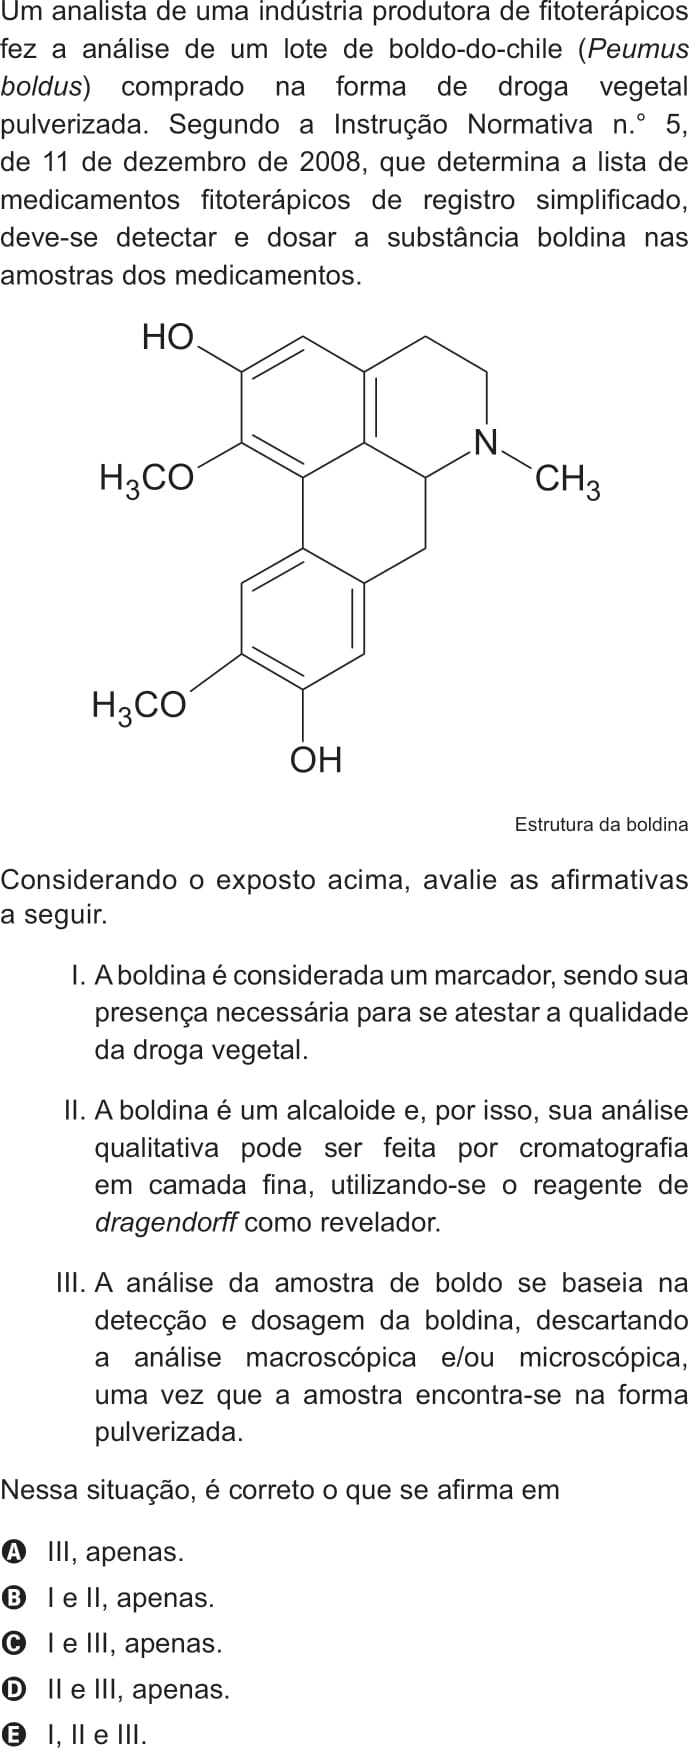 Um analista de uma indústria produtora de fitoterápicos
fez a análise de um lote de boldo-do-chile (Peumus
boldus) comprado na forma de droga vegetal
pulverizada. Segundo a Instrução Normativa n.° 5,
de 11 de dezembro de 2008, que determina a lista de
medicamentos fitoterápicos de registro simplificado,
deve-se detectar e dosar a substância boldina nas
amostras dos medicamentos.
HO
N
H3CO
CH3
H3CO
OH
Estrutura da boldina
Considerando o exposto acima, avalie as afirmativas
a seguir.
I. A boldina é considerada um marcador, sendo sua
presença necessária para se atestar a qualidade
da droga vegetal.
II. A boldina é um alcaloide e, por isso, sua análise
qualitativa pode ser feita por cromatografia
em camada fina, utilizando-se o reagente de
dragendorff como revelador.
III. A análise da amostra de boldo se baseia na
detecção e dosagem da boldina, descartando
a análise macroscópica e/ou microscópica,
uma vez que a amostra encontra-se na forma
pulverizada.
Nessa situação, é correto o que se afirma em
A III, apenas.
B I e II, apenas.
C I e III, apenas.
D II e III, apenas.
E I, II e III.